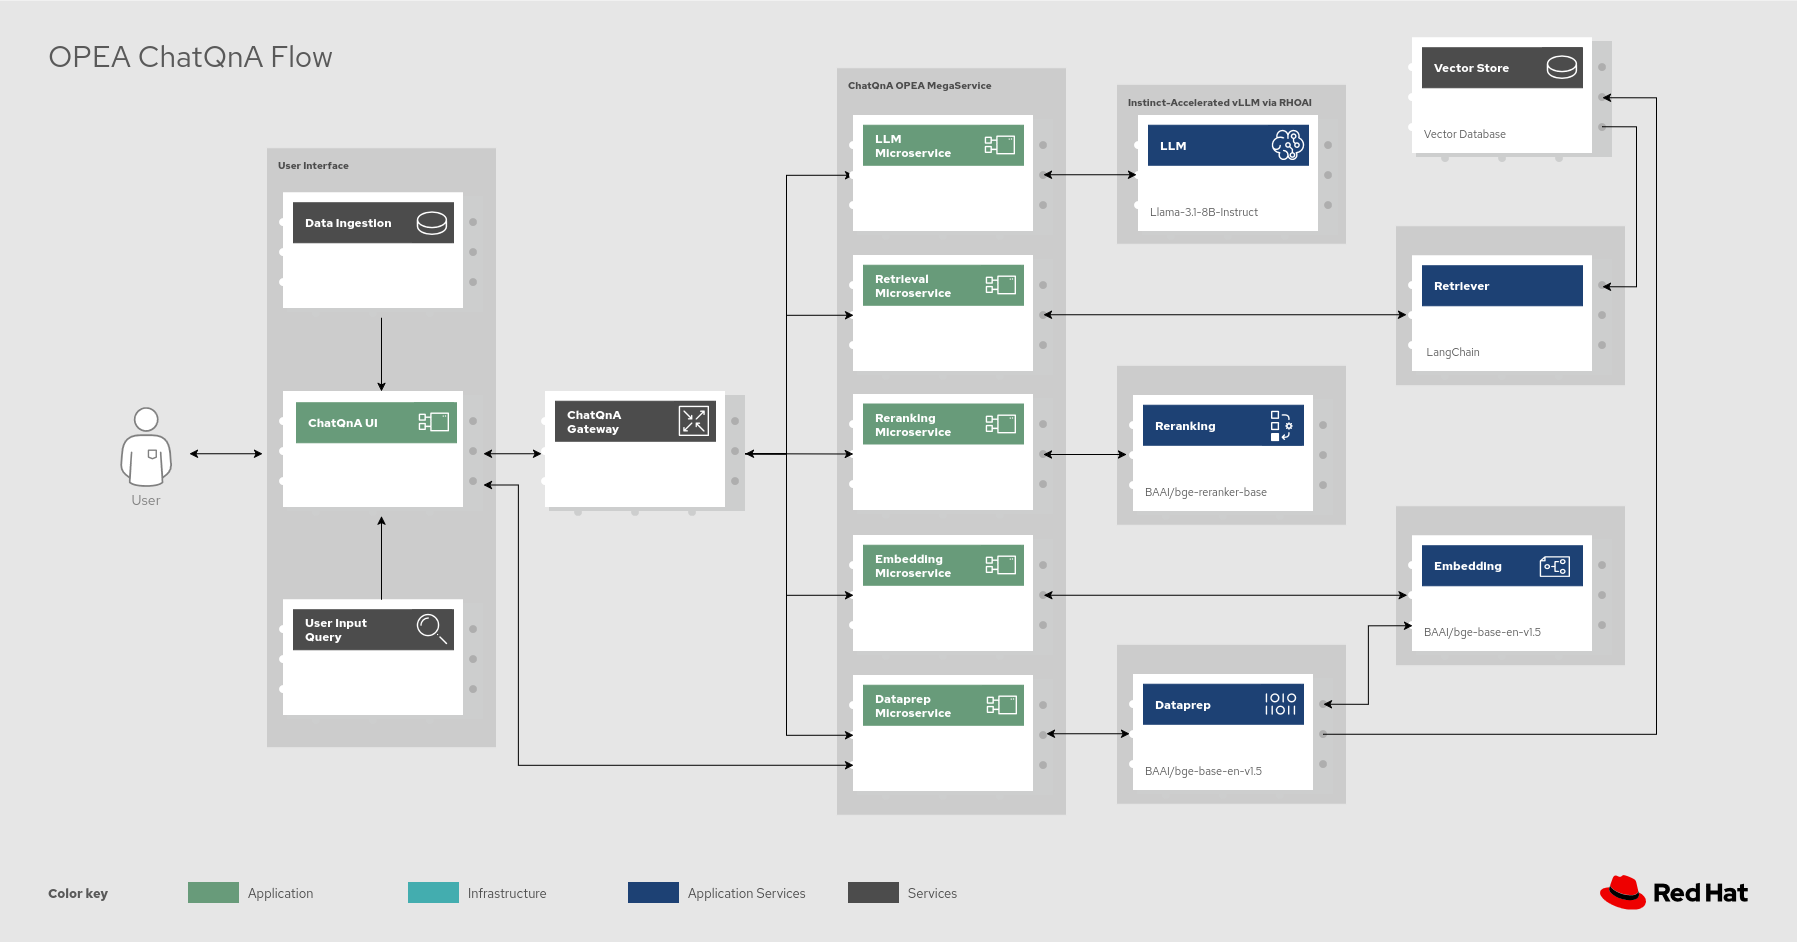 OPEA ChatQnA Flow
User Interface
Data Ingestion
ChatQnA UI
User Input
Query
User
ChatQnA
Gateway
ChatQnA OPEA MegaService
LLM
Microservice
Retrieval
Microservice
Reranking
Microservice
Embedding
Microservice
Dataprep
Microservice
Instinct-Accelerated vLLM via RHOAI
LLM
Llama-3.1-8B-Instruct
Reranking
BAAI/bge-reranker-base
Dataprep
IOIO
IIOII
BAAI/bge-base-en-v1.5
Vector Store
Vector Database
Retriever
LangChain
Embedding
BAAI/bge-base-en-v1.5
Color key
Application
Infrastructure
Application Services
Services
Red Hat